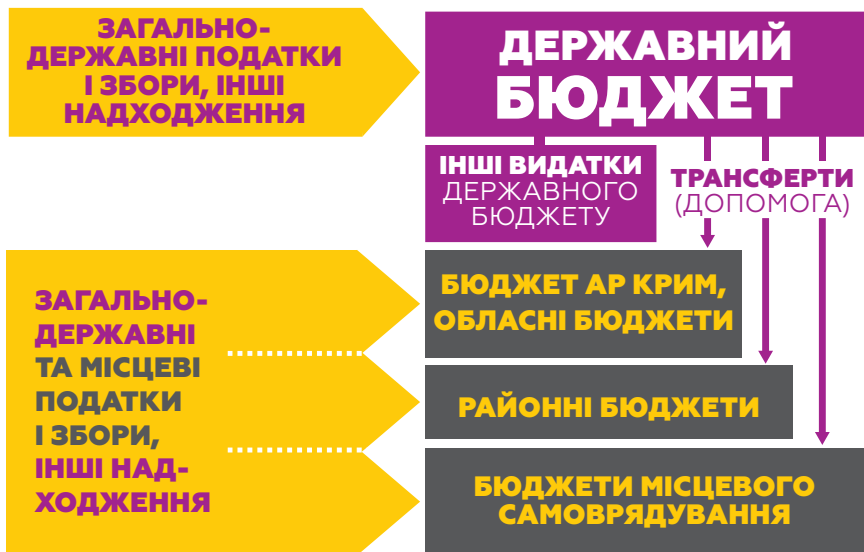 ЗАГАЛЬНО-
ДЕРЖАВНІ ПОДАТКИ
І ЗБОРИ, ІНШІ
НАДХОДЖЕННЯ
ДЕРЖАВНИЙ
БЮДЖЕТ
ІНШІ ВИДАТКИ
ДЕРЖАВНОГО
БЮДЖЕТУ
ТРАНСФЕРТИ
(ДОПОМОГА)
ЗАГАЛЬНО-
ДЕРЖАВНІ
ТА МІСЦЕВІ
ПОДАТКИ
І ЗБОРИ,
ІНШІ НАД-
ХОДЖЕННЯ
БЮДЖЕТ АР КРИМ,
ОБЛАСНІ БЮДЖЕТИ
РАЙОННІ БЮДЖЕТИ
БЮДЖЕТИ МІСЦЕВОГО
САМОВРЯДУВАННЯ